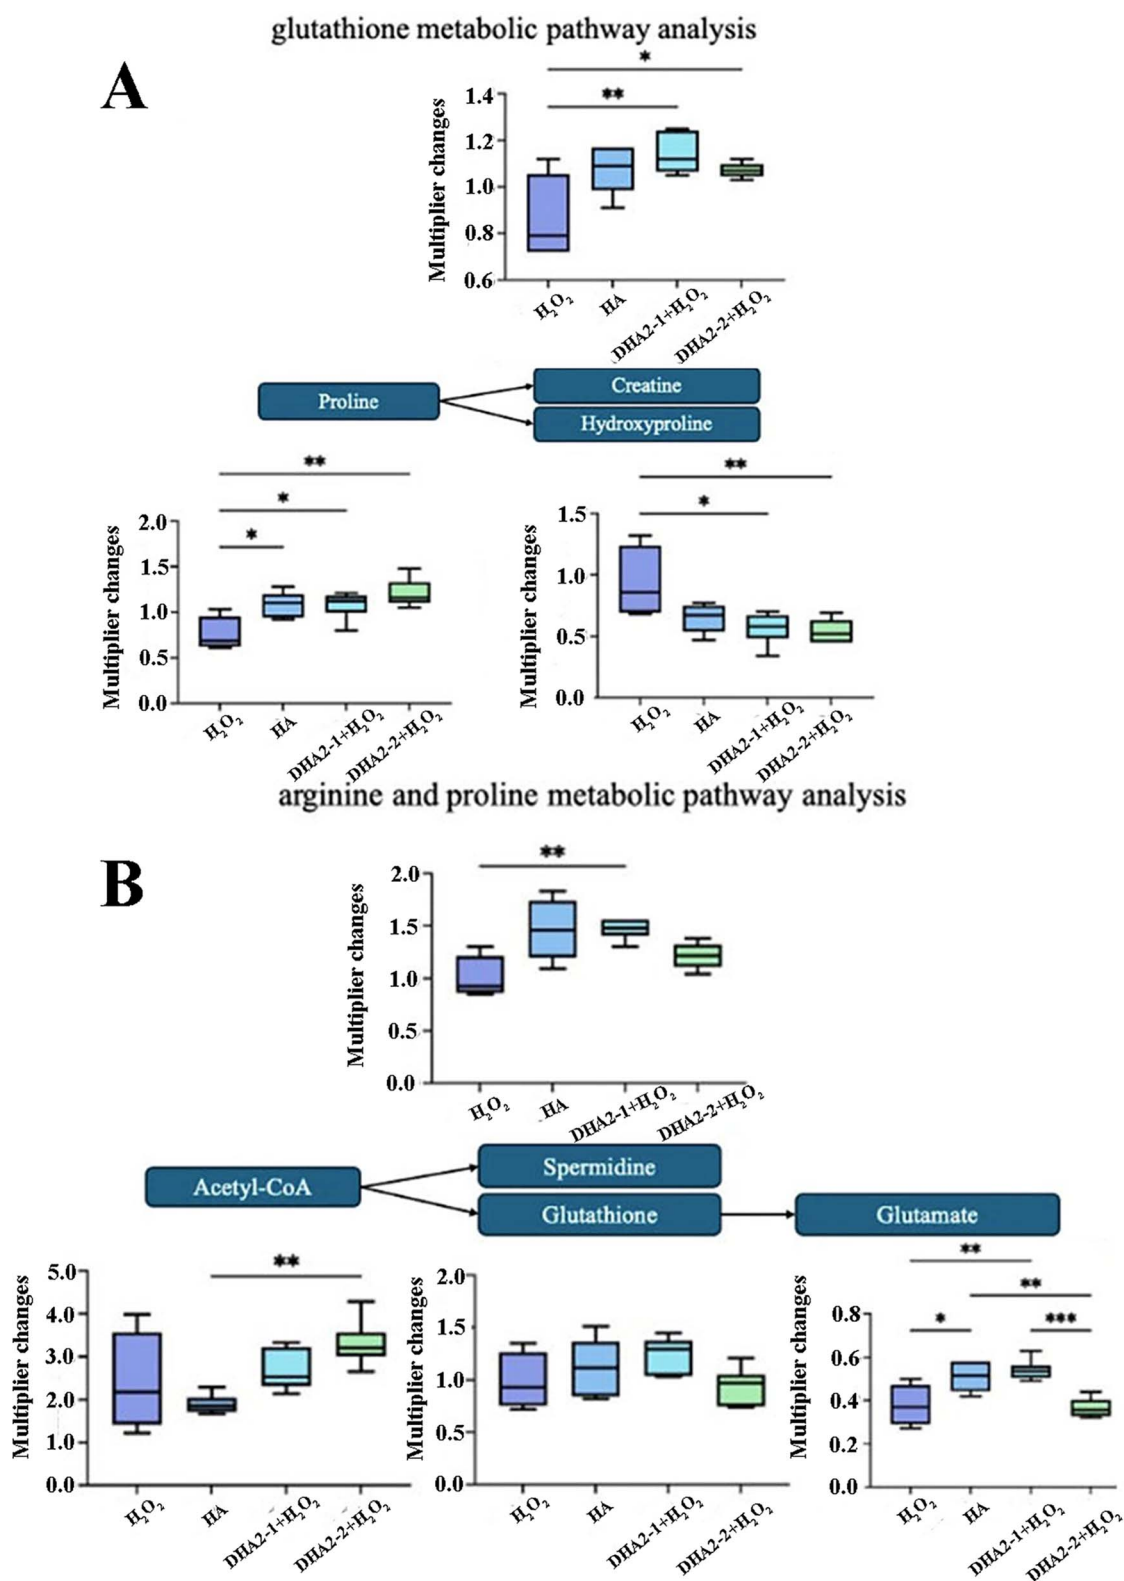 glutathione metabolic pathway analysis
A
*
**
Multiplier changes
1.4
1.2
1.0
0.8
0.6
H₂O₂
HA
DHA2-1+H₂O₂
DHA2-2+H₂O₂
Proline
Creatine
Hydroxyproline
**
*
*
Multiplier changes
2.0
1.5
1.0
0.5
0.0
H₂O₂
HA
DHA2-1+H₂O₂
DHA2-2+H₂O₂
**
*
Multiplier changes
1.5
1.0
0.5
0.0
H₂O₂
HA
DHA2-1+H₂O₂
DHA2-2+H₂O₂
arginine and proline metabolic pathway analysis
B
**
Multiplier changes
2.0
1.5
1.0
0.5
0.0
H₂O₂
HA
DHA2-1+H₂O₂
DHA2-2+H₂O₂
Acetyl-CoA
Spermidine
Glutathione
Glutamate
**
Multiplier changes
5.0
4.0
3.0
2.0
1.0
0.0
H₂O₂
HA
DHA2-1+H₂O₂
DHA2-2+H₂O₂
Multiplier changes
2.0
1.5
1.0
0.5
0.0
H₂O₂
HA
DHA2-1+H₂O₂
DHA2-2+H₂O₂
**
**
*
***
Multiplier changes
0.8
0.6
0.4
0.2
0.0
H₂O₂
HA
DHA2-1+H₂O₂
DHA2-2+H₂O₂